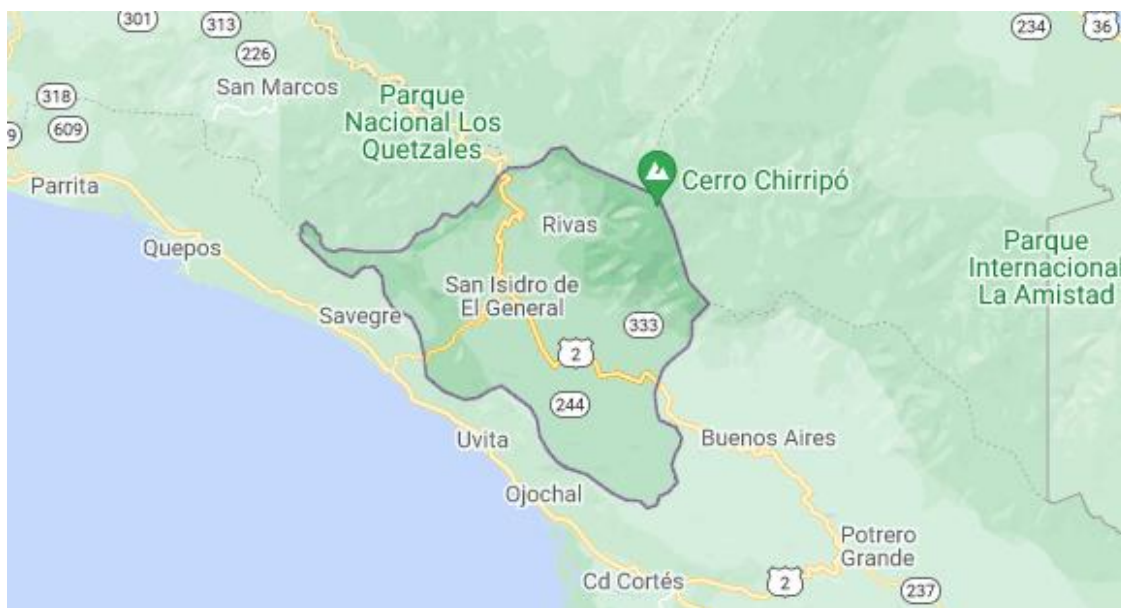 301
313
234
36
226
San Marcos
318
Parque
Nacional Los
Quetzales
609
9
Parrita
Cerro Chirripó
Rivas
Quepos
Parque
Internacional
La Amistad
San Isidro de
El General
Savegre
333
2
244
Uvita
Buenos Aires
Ojochal
Potrero
Grande
Cd Cortés
2
237